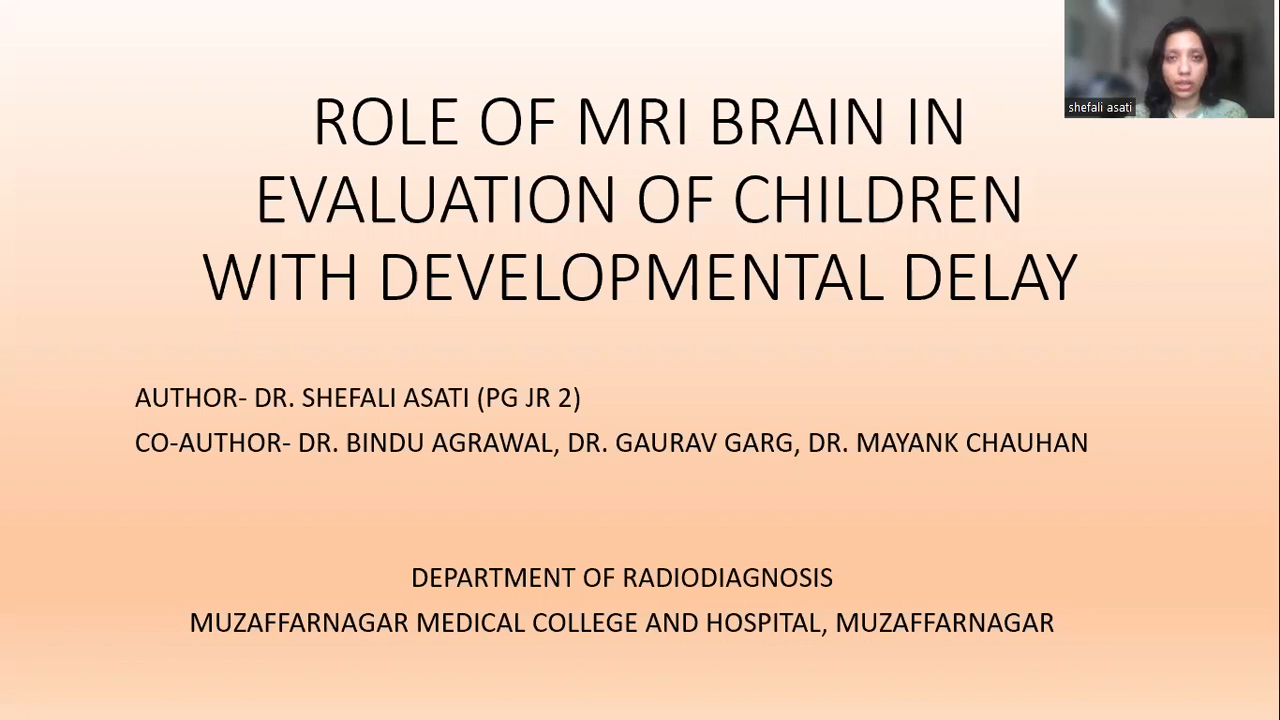 shefali asati
ROLE OF MRI BRAIN IN
EVALUATION OF CHILDREN
WITH DEVELOPMENTAL DELAY
AUTHOR- DR. SHEFALI ASATI (PG JR 2)
CO-AUTHOR- DR. BINDU AGRAWAL, DR. GAURAV GARG, DR. MAYANK CHAUHAN
DEPARTMENT OF RADIODIAGNOSIS
MUZAFFARNAGAR MEDICAL COLLEGE AND HOSPITAL, MUZAFFARNAGAR